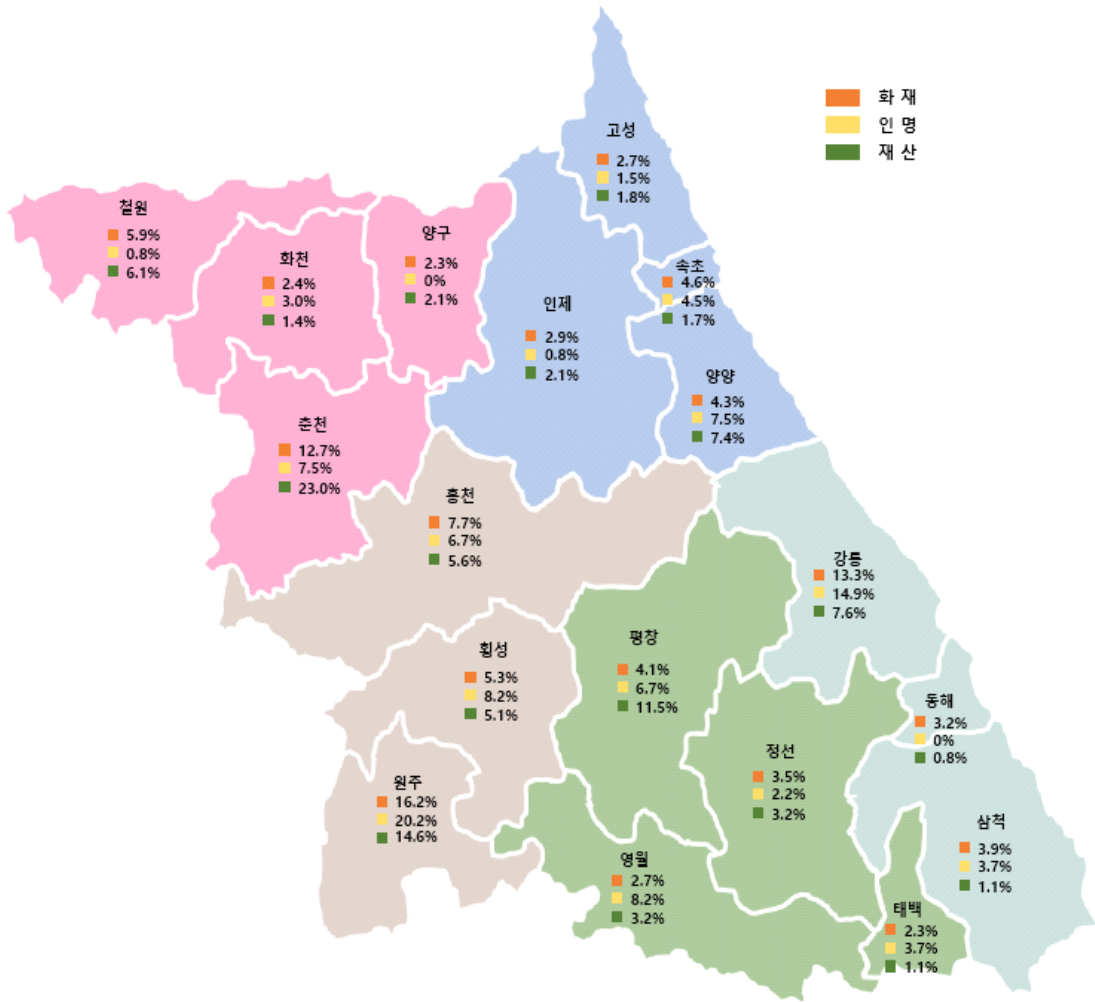 화 재
인 명
재 산
고성
2.7%
1.5%
1.8%
철원
5.9%
0.8%
6.1%
화천
2.4%
3.0%
1.4%
양구
2.3%
0%
2.1%
인제
2.9%
0.8%
2.1%
속초
4.6%
4.5%
1.7%
양양
4.3%
7.5%
7.4%
춘천
12.7%
7.5%
23.0%
홍천
7.7%
6.7%
5.6%
강릉
13.3%
14.9%
7.6%
횡성
5.3%
8.2%
5.1%
평창
4.1%
6.7%
11.5%
동해
3.2%
0%
0.8%
정선
3.5%
2.2%
3.2%
원주
16.2%
20.2%
14.6%
삼척
3.9%
3.7%
1.1%
영월
2.7%
8.2%
3.2%
태백
2.3%
3.7%
1.1%